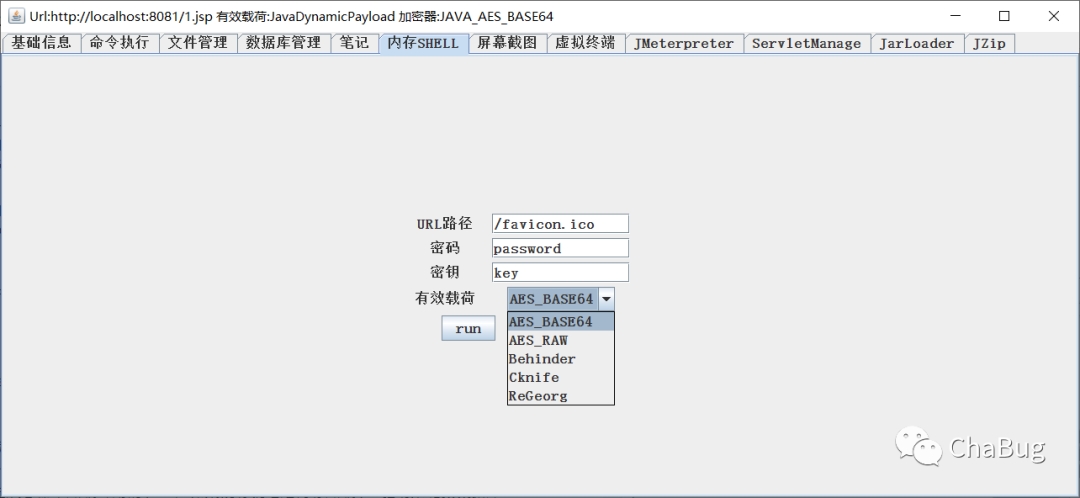 Url:http://localhost:8081/1.jsp 有效载荷:JavaDynamicPayload 加密器:JAVA_AES_BASE64
基础信息 命令执行 文件管理 数据库管理 笔记 内存SHELL 屏幕截图 虚拟终端 JMeterpreter ServletManage JarLoader JZip
URL路径 /favicon.ico
密码 password
密钥 key
有效载荷 AES_BASE64
run AES_BASE64
AES_RAW
Behinder
Cknife
ReGeorg
ChaBug